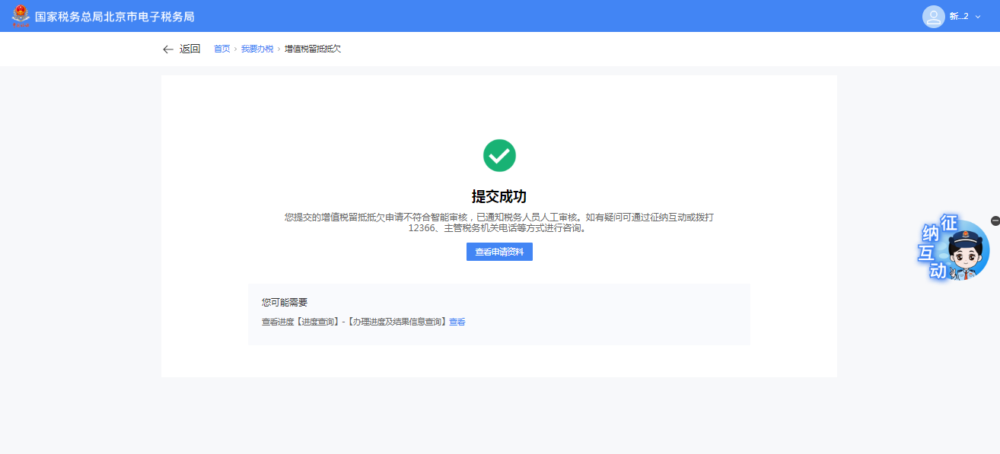 国家税务总局北京市电子税务局
新...2
返回 首页 › 我要办税 › 增值税留抵抵欠
提交成功
您提交的增值税留抵抵欠申请不符合智能审核，已通知税务人员人工审核。如有疑问可通过征纳互动或拨打
12366、主管税务机关电话等方式进行咨询。
查看申请资料
征纳互动
您可能需要
查看进度【进度查询】-【办理进度及结果信息查询】查看